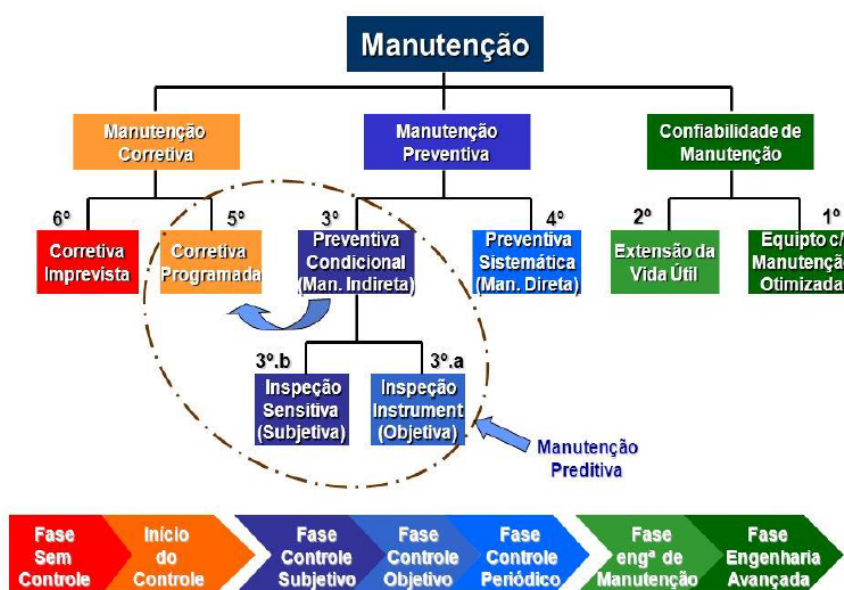 Manutenção
Manutenção
Corretiva
Manutenção
Preventiva
Confiabilidade de
Manutenção
6º
Corretiva
Imprevista
5º
Corretiva
Programada
3º
Preventiva
Condicional
(Man. Indireta)
4º
Preventiva
Sistemática
(Man. Direta)
2º
Extensão da
Vida Útil
1º
Equipto c/
Manutenção
Otimizada
3º.b
Inspeção
Sensitiva
(Subjetiva)
3º.a
Inspeção
Instrument
(Objetiva)
Manutenção
Preditiva
Fase
Sem
Controle
Início
do
Controle
Fase
Controle
Subjetivo
Fase
Controle
Objetivo
Fase
Controle
Periódico
Fase
engª de
Manutenção
Fase
Engenharia
Avançada